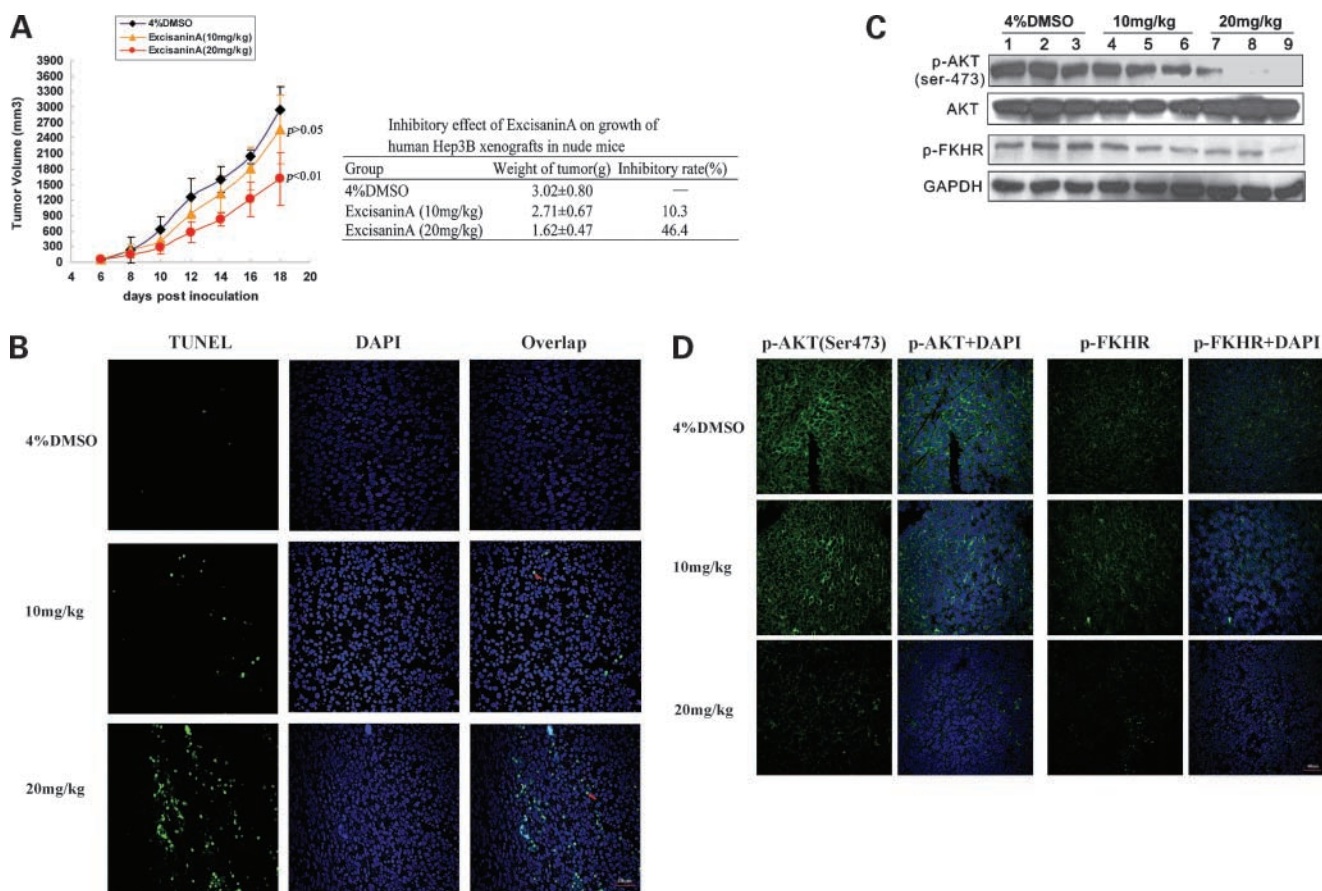 A
4%DMSO
ExcisaninA(10mg/kg)
ExcisaninA(20mg/kg)
Tumor Volume (mm3)
3900
3600
3300
3000
2700
2400
2100
1800
1500
1200
900
600
300
0
4 6 8 10 12 14 16 18 20
days post inoculation
p>0.05
p<0.01
Inhibitory effect of ExcisaninA on growth of
human Hep3B xenografts in nude mice
Group Weight of tumor(g) Inhibitory rate(%)
4%DMSO 3.02±0.80 —
ExcisaninA (10mg/kg) 2.71±0.67 10.3
ExcisaninA (20mg/kg) 1.62±0.47 46.4
C
4%DMSO 10mg/kg 20mg/kg
1 2 3 4 5 6 7 8 9
p-AKT
(ser-473)
AKT
p-FKHR
GAPDH
B
TUNEL DAPI Overlap
4%DMSO
10mg/kg
20mg/kg
D
p-AKT(Ser473) p-AKT+DAPI p-FKHR p-FKHR+DAPI
4%DMSO
10mg/kg
20mg/kg